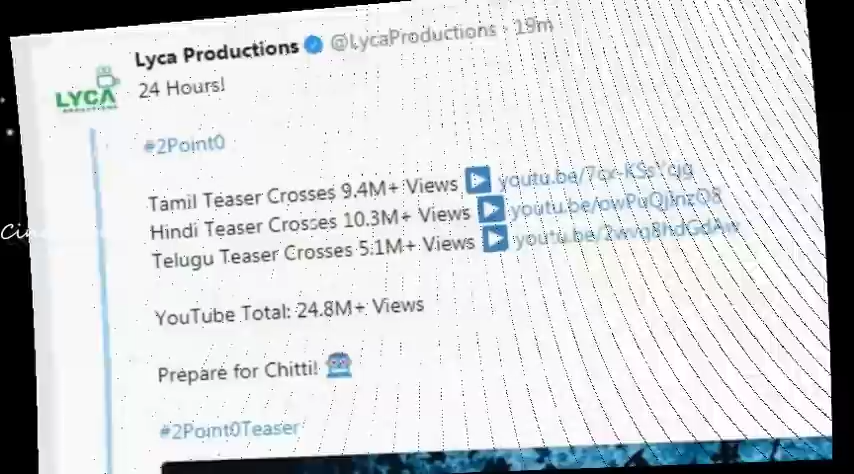 Lyca Productions @LycaProductions · 19m
LYCA
PRODUCTIONS
24 Hours!
#2Point0
Tamil Teaser Crosses 9.4M+ Views
Hindi Teaser Crosses 10.3M+ Views
Telugu Teaser Crosses 5.1M+ Views
YouTube Total: 24.8M+ Views
Prepare for Chitti!
#2Point0Teaser